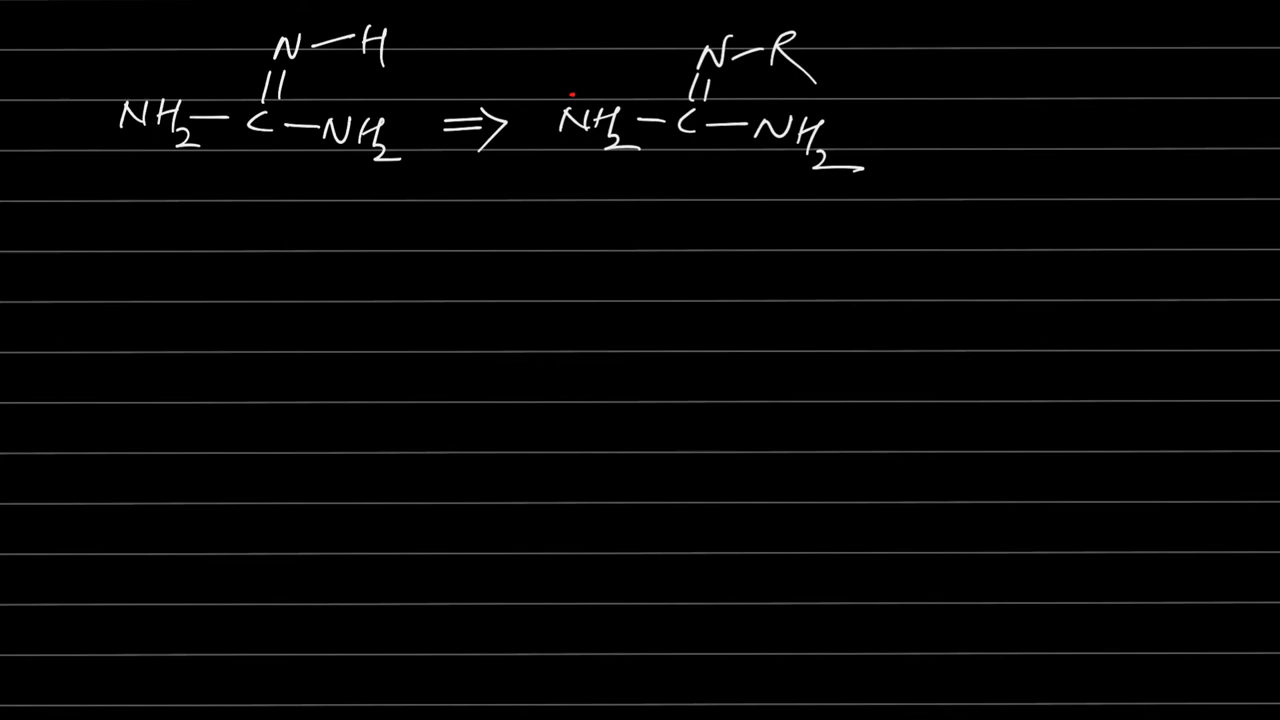 N—H N—R
|| ||
NH₂—C—NH₂ ⇒ NH₂—C—NH₂